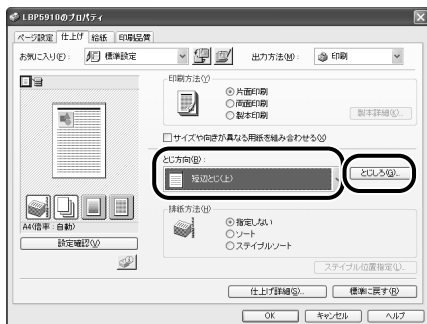 LBP5910のプロパティ
ページ設定 仕上げ 給紙 印刷品質
お気に入り(F): 標準設定 出力方法(M): 印刷
印刷方法(Y)
片面印刷
両面印刷
製本印刷
製本詳細(K)...
サイズや向きが異なる用紙を組み合わせる(X)
とじ方向(B):
短辺とじ(上)
とじしろ(G)...
A4(倍率:自動)
設定確認(V)
排紙方法(H)
指定しない
ソート
ステイプルソート
ステイプル位置指定(L)...
仕上げ詳細(S)... 標準に戻す(R)
OK キャンセル ヘルプ